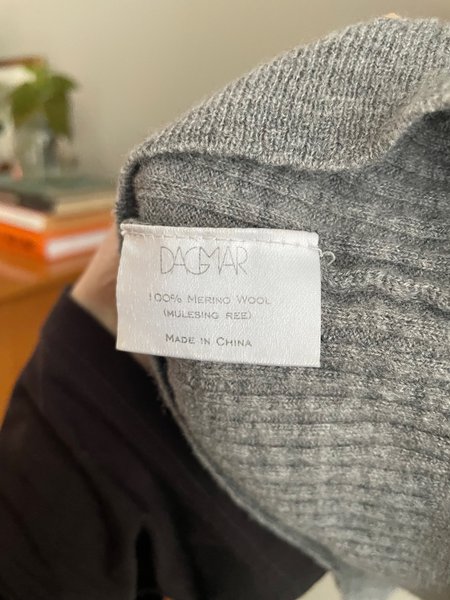 DAGMAR
100% MERINO WOOL
(MULESING REE)
MADE IN CHINA